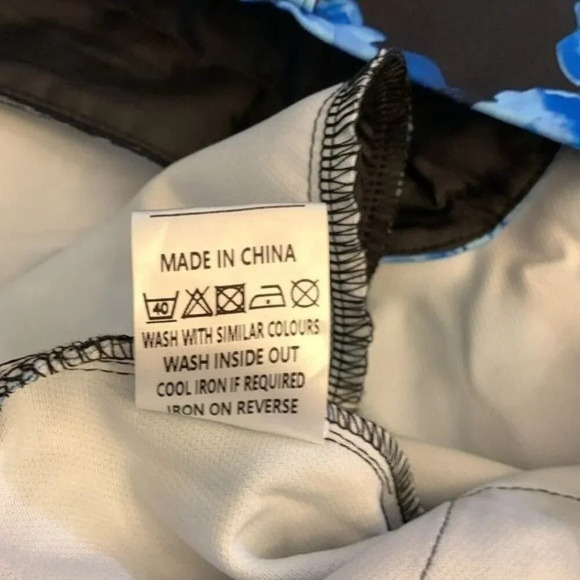 MADE IN CHINA
40
WASH WITH SIMILAR COLOURS
WASH INSIDE OUT
COOL IRON IF REQUIRED
IRON ON REVERSE